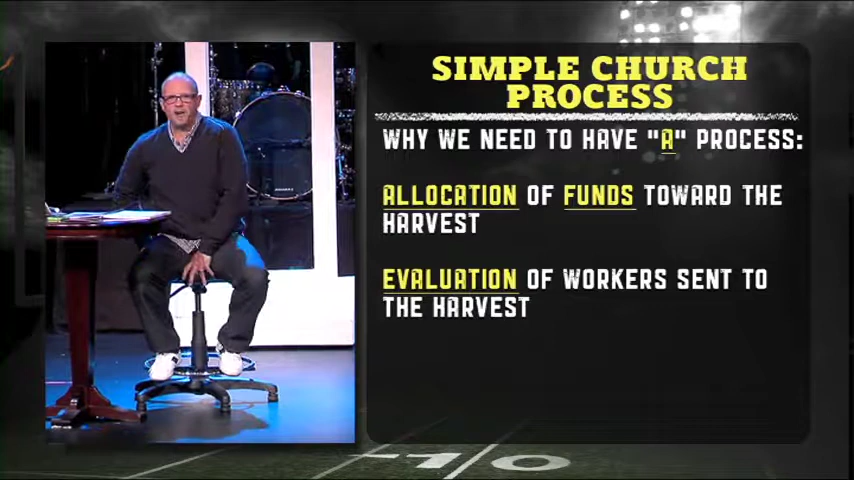 SIMPLE CHURCH
PROCESS
WHY WE NEED TO HAVE "A" PROCESS:
ALLOCATION OF FUNDS TOWARD THE
HARVEST
EVALUATION OF WORKERS SENT TO
THE HARVEST
10